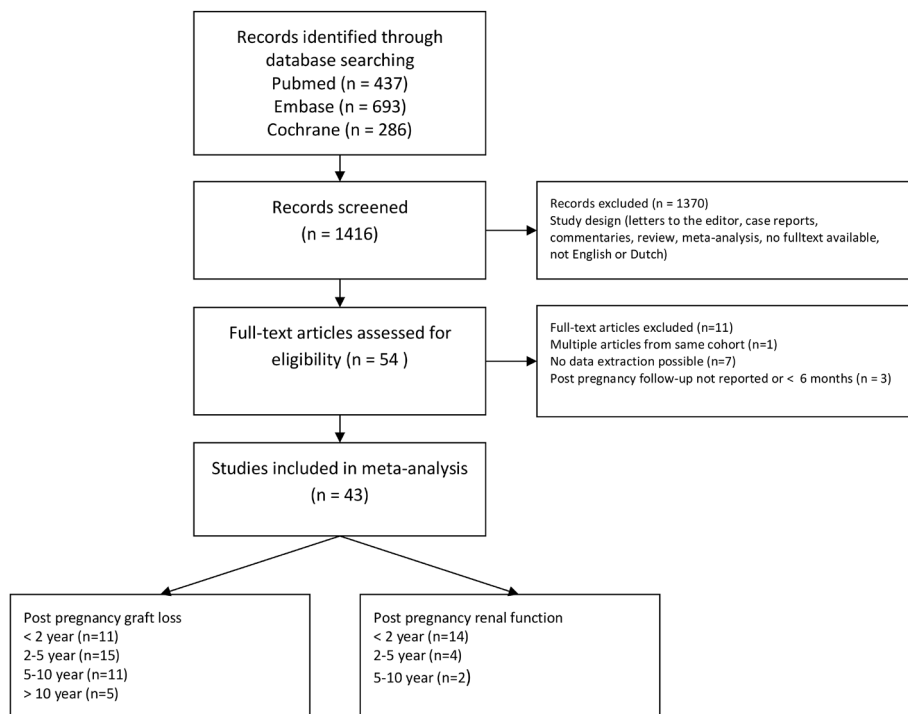 Records identified through
database searching
Pubmed (n = 437)
Embase (n = 693)
Cochrane (n = 286)
Records screened
(n = 1416)
Records excluded (n = 1370)
Study design (letters to the editor, case reports,
commentaries, review, meta-analysis, no fulltext available,
not English or Dutch)
Full-text articles assessed for
eligibility (n = 54 )
Full-text articles excluded (n=11)
Multiple articles from same cohort (n=1)
No data extraction possible (n=7)
Post pregnancy follow-up not reported or < 6 months (n = 3)
Studies included in meta-analysis
(n = 43)
Post pregnancy graft loss
< 2 year (n=11)
2-5 year (n=15)
5-10 year (n=11)
> 10 year (n=5)
Post pregnancy renal function
< 2 year (n=14)
2-5 year (n=4)
5-10 year (n=2)